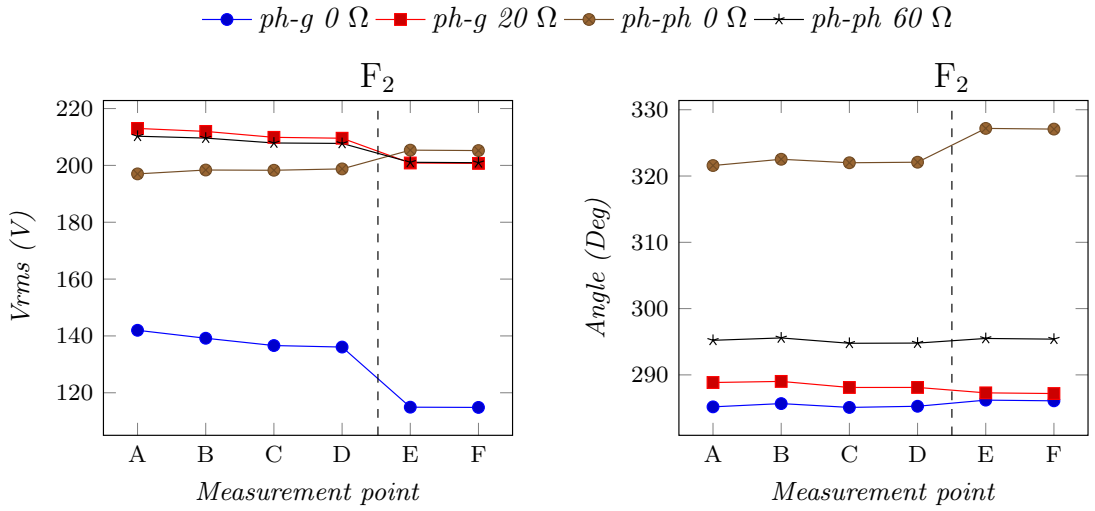 ph-g 0 Ω ph-g 20 Ω ph-ph 0 Ω ph-ph 60 Ω
F2
220
200
180
160
140
120
Vrms (V)
A B C D E F
Measurement point
F2
330
320
310
300
290
Angle (Deg)
A B C D E F
Measurement point